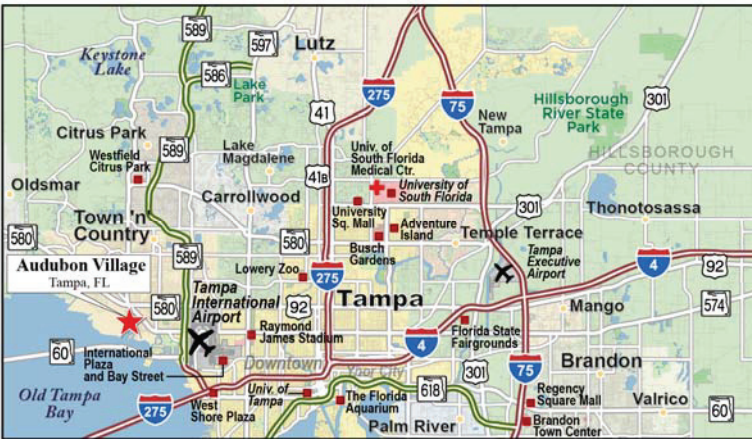 589
597
Lutz
Keystone
Lake
586
Lake
Park
275
41
75
New
Tampa
Hillsborough
River State
Park
301
HILLSBOROUGH
COUNTY
Citrus Park
Westfield
Citrus Park
589
Lake
Magdalene
41B
Univ. of
South Florida
Medical Ctr.
University of
South Florida
Oldsmar
Carrollwood
Town 'n'
Country
University
Sq. Mall
Adventure
Island
Busch
Gardens
301
Thonotosassa
Temple Terrace
580
580
589
Audubon Village
Tampa, FL
Lowery Zoo
275
Tampa
Executive
Airport
4
92
Tampa
International
Airport
580
92
Tampa
Mango
574
Raymond
James Stadium
4
Florida State
Fairgrounds
60
International
Plaza
and Bay Street
Downtown
Ybor City
301
75
Brandon
Old Tampa
Bay
275
West
Shore Plaza
Univ. of
Tampa
The Florida
Aquarium
618
Regency
Square Mall
Valrico
60
Palm River
Brandon
Town Center